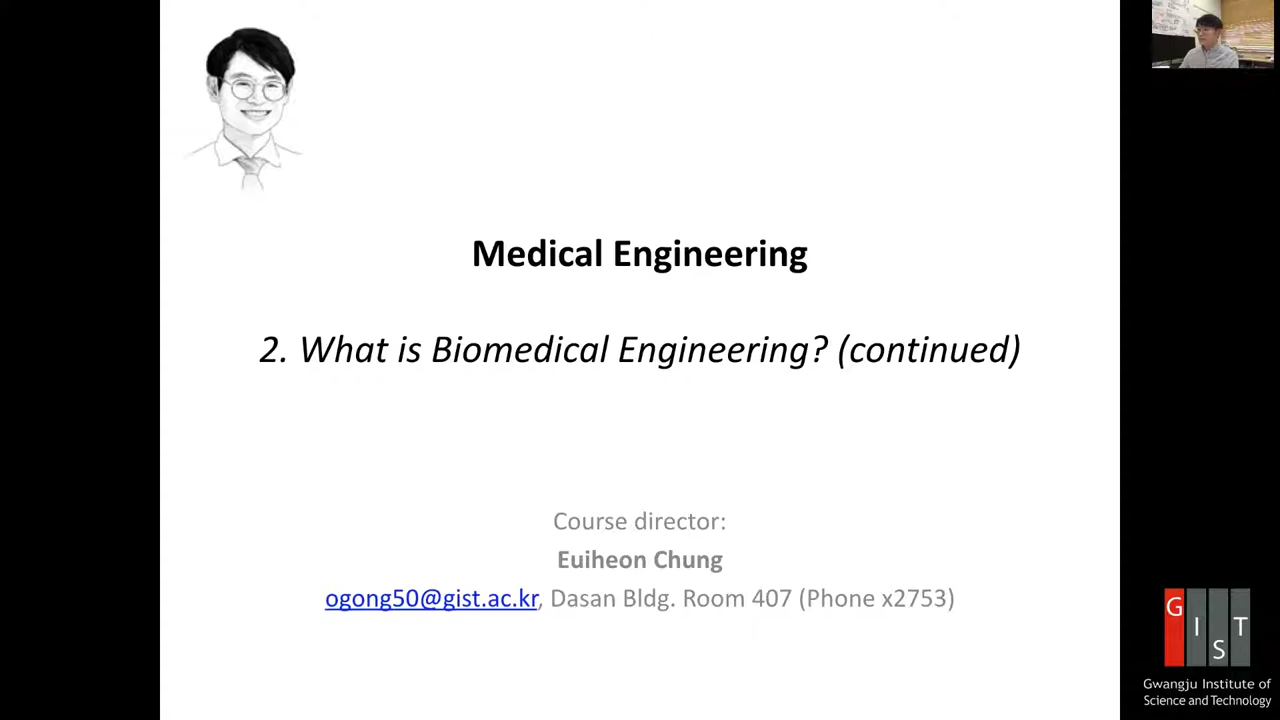 Medical Engineering
2. What is Biomedical Engineering? (continued)
Course director:
Euiheon Chung
ogong50@gist.ac.kr, Dasan Bldg. Room 407 (Phone x2753)
GIST
Gwangju Institute of
Science and Technology